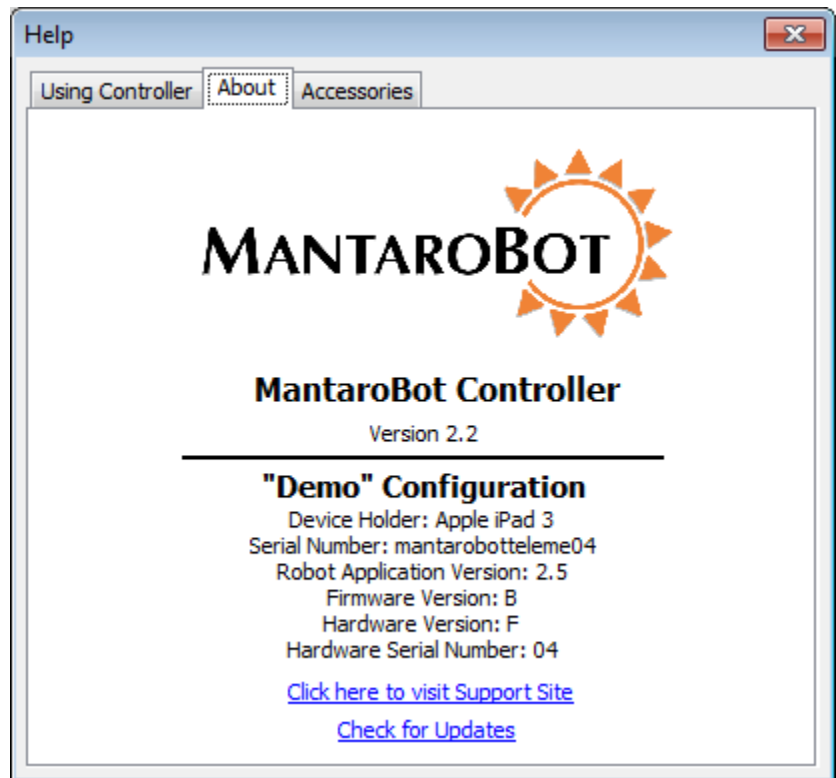 Help
Using Controller About Accessories
MANTAROBOT
MantaroBot Controller
Version 2.2
"Demo" Configuration
Device Holder: Apple iPad 3
Serial Number: mantarobotteleme04
Robot Application Version: 2.5
Firmware Version: B
Hardware Version: F
Hardware Serial Number: 04
Click here to visit Support Site
Check for Updates